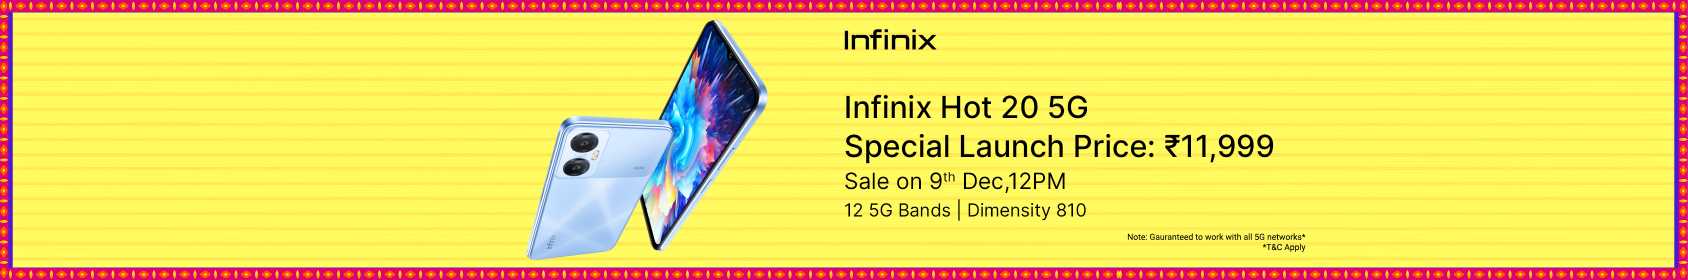 Infinix
Infinix Hot 20 5G
Special Launch Price: ₹11,999
Sale on 9th Dec,12PM
12 5G Bands | Dimensity 810
Note: Gauranteed to work with all 5G networks*
*T&C Apply
Infinix